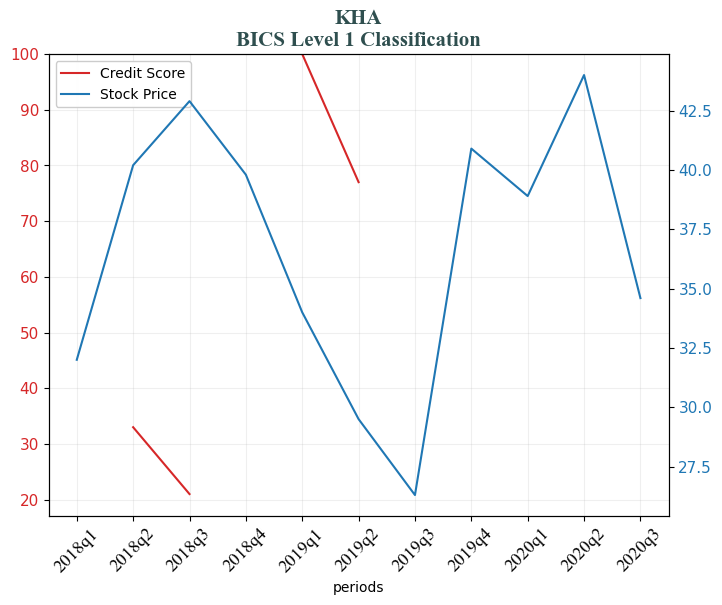 KHA
BICS Level 1 Classification
Credit Score
Stock Price
100
90
80
70
60
50
40
30
20
42.5
40.0
37.5
35.0
32.5
30.0
27.5
2018q1
2018q2
2018q3
2018q4
2019q1
2019q2
2019q3
2019q4
2020q1
2020q2
2020q3
periods